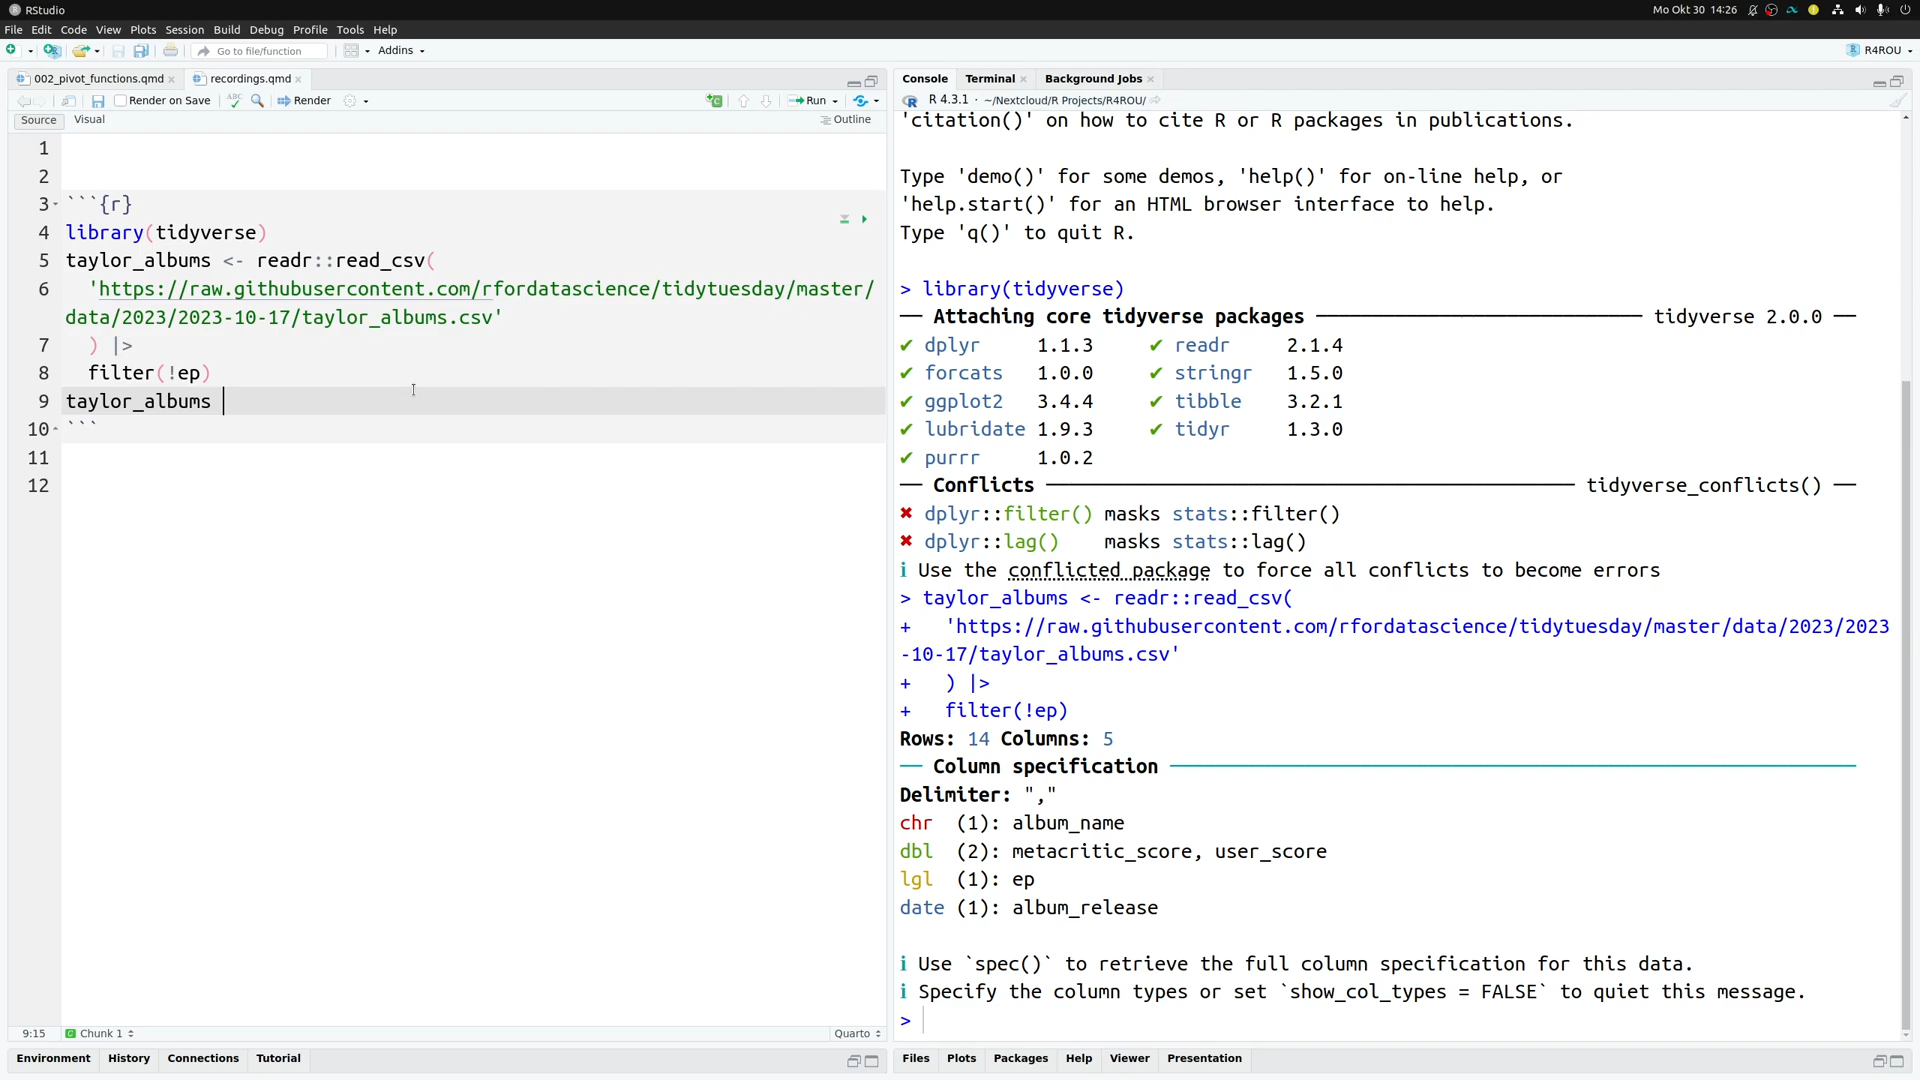 RStudio
Mo Okt 30 14:26
File Edit Code View Plots Session Build Debug Profile Tools Help
Go to file/function Addins R4ROU
002_pivot_functions.qmd recordings.qmd
Render on Save Render Run
Source Visual Outline
1
2
3 ```{r}
4 library(tidyverse)
5 taylor_albums <- readr::read_csv(
6 'https://raw.githubusercontent.com/rfordatascience/tidytuesday/master/
data/2023/2023-10-17/taylor_albums.csv'
7 ) |>
8 filter(!ep)
9 taylor_albums
10 ```
11
12
9:15 Chunk 1 Quarto
Environment History Connections Tutorial
Console Terminal Background Jobs
R 4.3.1 · ~/Nextcloud/R Projects/R4ROU/
'citation()' on how to cite R or R packages in publications.
Type 'demo()' for some demos, 'help()' for on-line help, or
'help.start()' for an HTML browser interface to help.
Type 'q()' to quit R.
> library(tidyverse)
── Attaching core tidyverse packages ── tidyverse 2.0.0 ──
✔ dplyr 1.1.3 ✔ readr 2.1.4
✔ forcats 1.0.0 ✔ stringr 1.5.0
✔ ggplot2 3.4.4 ✔ tibble 3.2.1
✔ lubridate 1.9.3 ✔ tidyr 1.3.0
✔ purrr 1.0.2
── Conflicts ── tidyverse_conflicts() ──
✖ dplyr::filter() masks stats::filter()
✖ dplyr::lag() masks stats::lag()
ℹ Use the conflicted package to force all conflicts to become errors
> taylor_albums <- readr::read_csv(
+ 'https://raw.githubusercontent.com/rfordatascience/tidytuesday/master/data/2023/2023
-10-17/taylor_albums.csv'
+ ) |>
+ filter(!ep)
Rows: 14 Columns: 5
── Column specification ──
Delimiter: ","
chr (1): album_name
dbl (2): metacritic_score, user_score
lgl (1): ep
date (1): album_release
ℹ Use `spec()` to retrieve the full column specification for this data.
ℹ Specify the column types or set `show_col_types = FALSE` to quiet this message.
>
Files Plots Packages Help Viewer Presentation